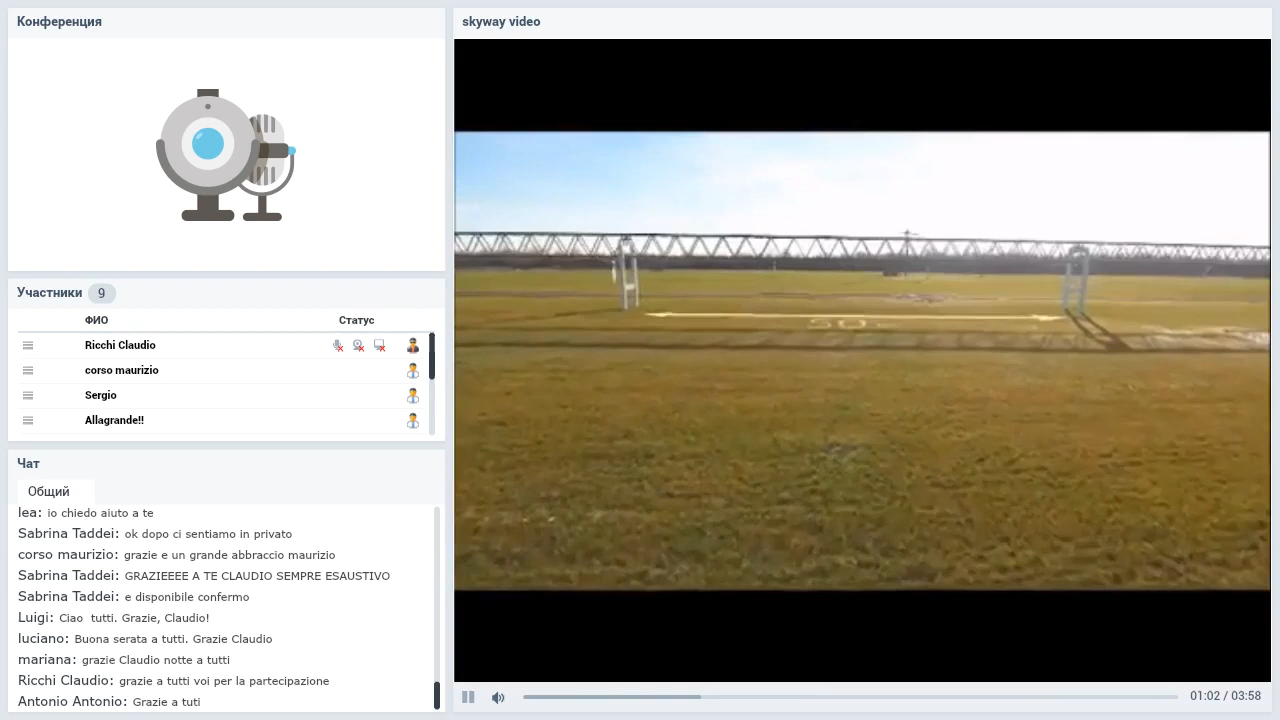 Конференция
skyway video
Участники 9
ФИО Статус
Ricchi Claudio
corso maurizio
Sergio
Allagrande!!
Чат
Общий
lea: io chiedo aiuto a te
Sabrina Taddei: ok dopo ci sentiamo in privato
corso maurizio: grazie e un grande abbraccio maurizio
Sabrina Taddei: GRAZIEEEE A TE CLAUDIO SEMPRE ESAUSTIVO
Sabrina Taddei: e disponibile confermo
Luigi: Ciao  tutti. Grazie, Claudio!
luciano: Buona serata a tutti. Grazie Claudio
mariana: grazie Claudio notte a tutti
Ricchi Claudio: grazie a tutti voi per la partecipazione
Antonio Antonio: Grazie a tuti
01:02 / 03:58